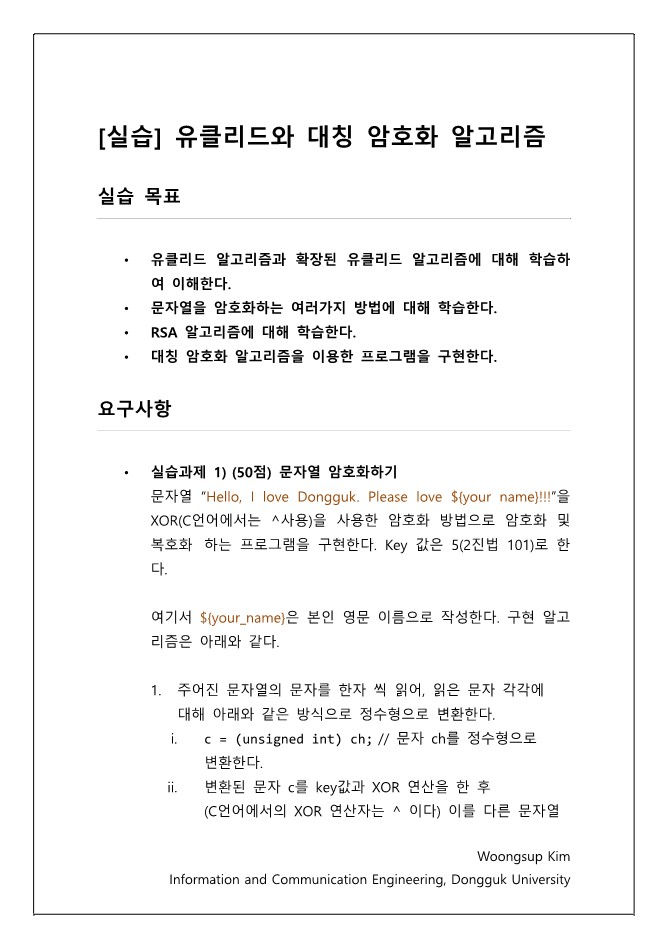 [실습] 유클리드와 대칭 암호화 알고리즘
실습 목표
• 유클리드 알고리즘과 확장된 유클리드 알고리즘에 대해 학습하
여 이해한다.
• 문자열을 암호화하는 여러가지 방법에 대해 학습한다.
• RSA 알고리즘에 대해 학습한다.
• 대칭 암호화 알고리즘을 이용한 프로그램을 구현한다.
요구사항
• 실습과제 1) (50점) 문자열 암호화하기
문자열 “Hello, I love Dongguk. Please love ${your name}!!!”을
XOR(C언어에서는 ^사용)을 사용한 암호화 방법으로 암호화 및
복호화 하는 프로그램을 구현한다. Key 값은 5(2진법 101)로 한
다.
여기서 ${your_name}은 본인 영문 이름으로 작성한다. 구현 알고
리즘은 아래와 같다.
1. 주어진 문자열의 문자를 한자 씩 읽어, 읽은 문자 각각에
대해 아래와 같은 방식으로 정수형으로 변환한다.
i. c = (unsigned int) ch; // 문자 ch를 정수형으로
변환한다.
ii. 변환된 문자 c를 key값과 XOR 연산을 한 후
(C언어에서의 XOR 연산자는 ^ 이다) 이를 다른 문자열
Woongsup Kim
Information and Communication Engineering, Dongguk University